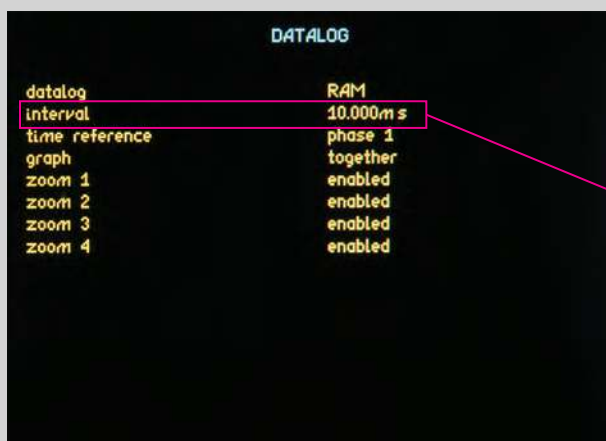 DATALOG
datalog RAM
interval 10.000m s
time reference phase 1
graph together
zoom 1 enabled
zoom 2 enabled
zoom 3 enabled
zoom 4 enabled